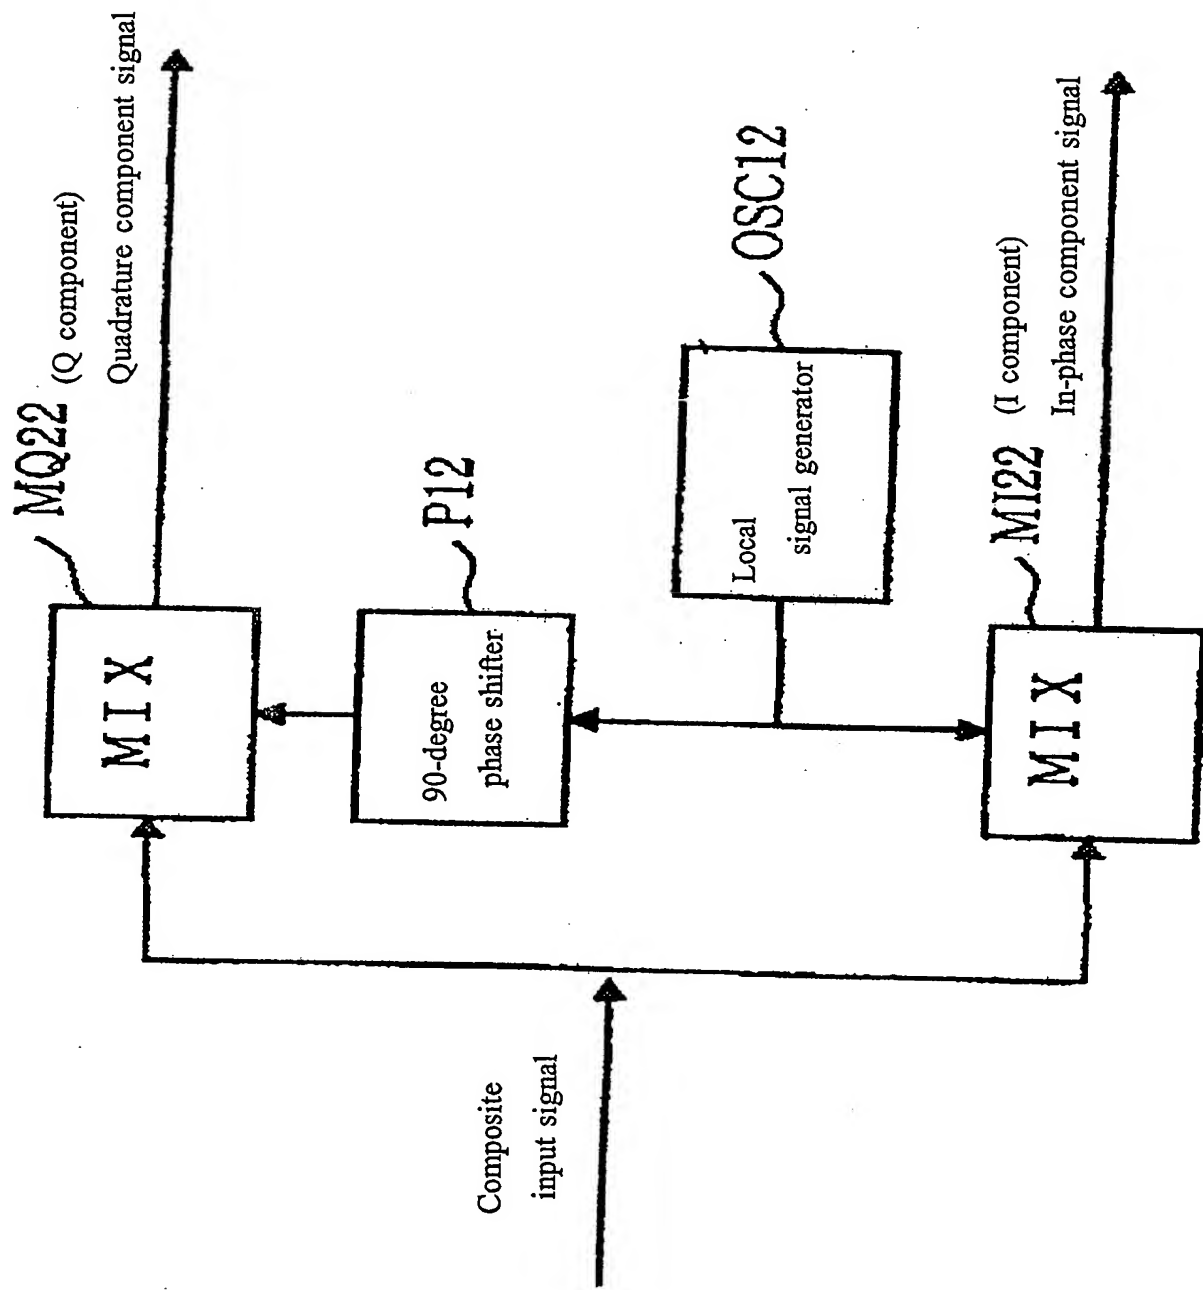 MQ22
(Q component)
Quadrature component signal
MIX
P12
90-degree
phase shifter
OSC12
Local
signal generator
Composite
input signal
MI22
(I component)
In-phase component signal
MIX